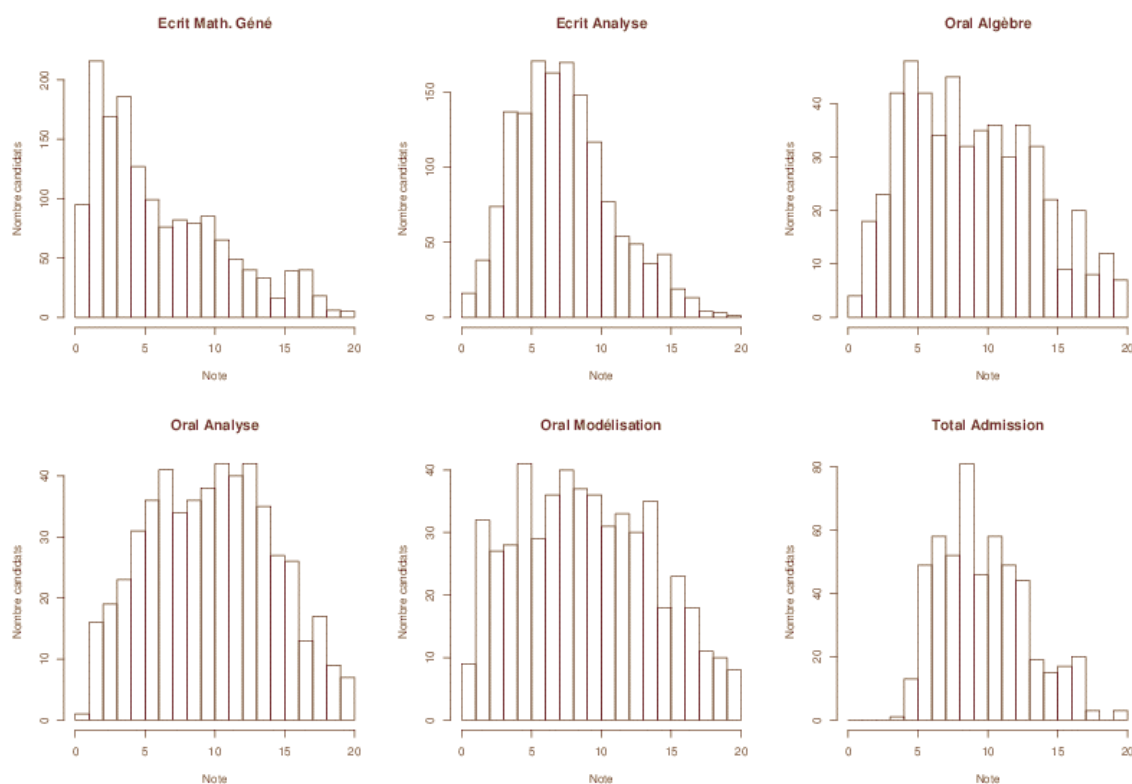 Ecrit Math. Géné
Nombre candidats
0 50 100 150 200
0 5 10 15 20
Note
Ecrit Analyse
Nombre candidats
0 50 100 150
0 5 10 15 20
Note
Oral Algèbre
Nombre candidats
0 10 20 30 40
0 5 10 15 20
Note
Oral Analyse
Nombre candidats
0 10 20 30 40
0 5 10 15 20
Note
Oral Modélisation
Nombre candidats
0 10 20 30 40
0 5 10 15 20
Note
Total Admission
Nombre candidats
0 20 40 60 80
0 5 10 15 20
Note